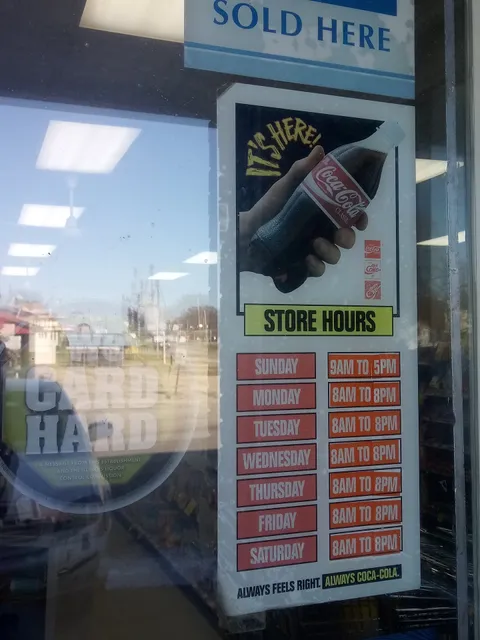 SOLD HERE
IT'S HERE!
Coca-Cola
STORE HOURS
SUNDAY 9AM TO 5PM
MONDAY 8AM TO 8PM
TUESDAY 8AM TO 8PM
WEDNESDAY 8AM TO 8PM
THURSDAY 8AM TO 8PM
FRIDAY 8AM TO 8PM
SATURDAY 8AM TO 8PM
ALWAYS FEELS RIGHT. ALWAYS COCA-COLA.
CARD
HARD